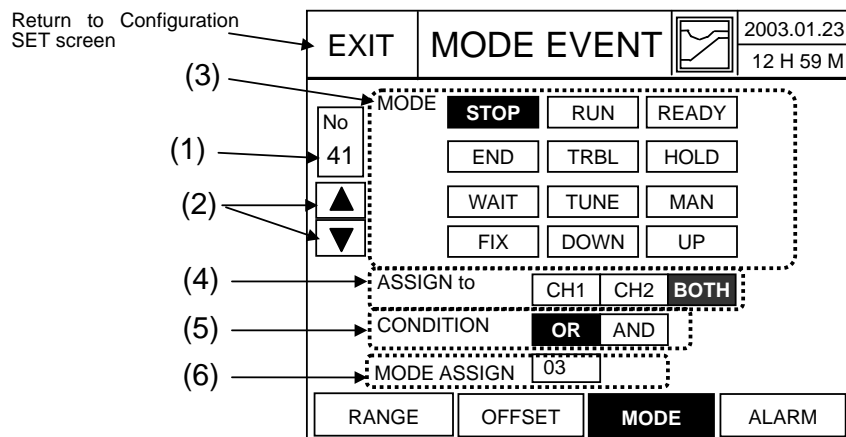 Return to Configuration
SET screen
EXIT MODE EVENT 2003.01.23
12 H 59 M
(3)
MODE STOP RUN READY
No
(1) 41 END TRBL HOLD
(2) ▲ WAIT TUNE MAN
▼ FIX DOWN UP
(4) ASSIGN to CH1 CH2 BOTH
(5) CONDITION OR AND
(6) MODE ASSIGN 03
RANGE OFFSET MODE ALARM